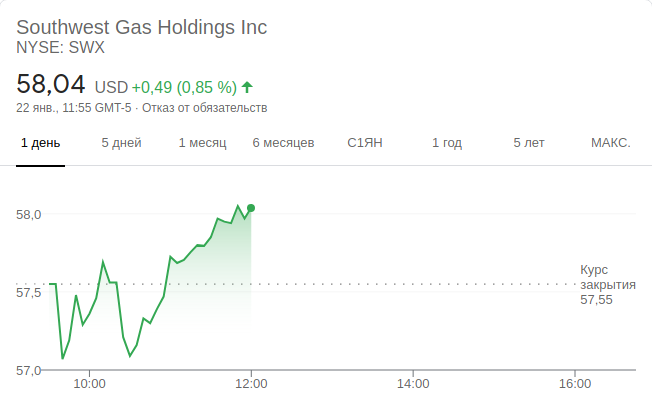 Southwest Gas Holdings Inc
NYSE: SWX
58,04 USD +0,49 (0,85 %)
22 янв., 11:55 GMT-5 · Отказ от обязательств
1 день 5 дней 1 месяц 6 месяцев С1ЯН 1 год 5 лет МАКС.
58,0
57,5
57,0
Курс
закрытия
57,55
10:00 12:00 14:00 16:00